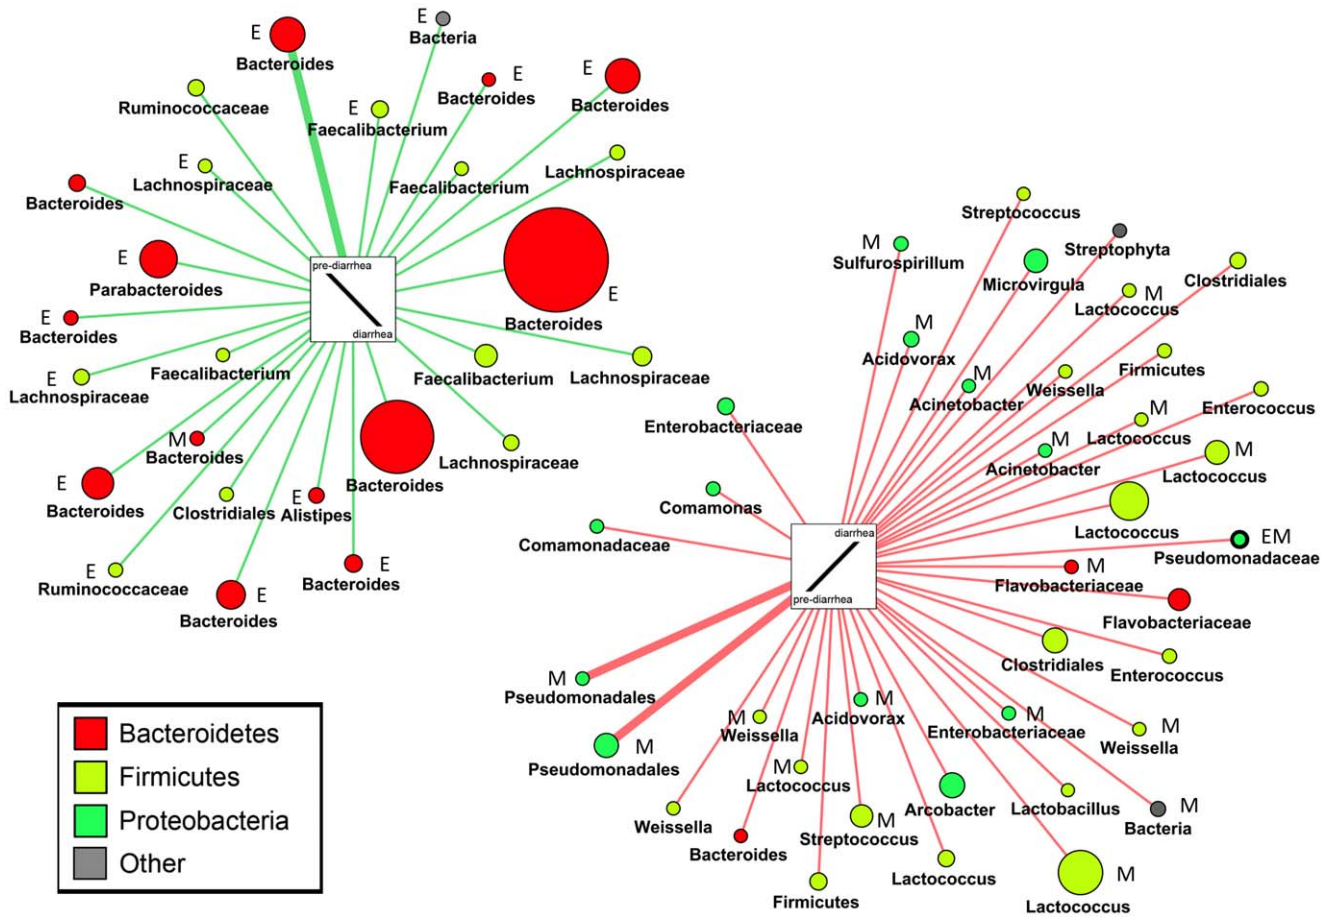 E
Bacteroides
E
Bacteria
E
Bacteroides
E
Bacteroides
Ruminococcaceae
E
Faecalibacterium
E
Lachnospiraceae
Faecalibacterium
Lachnospiraceae
Bacteroides
E
Parabacteroides
pre-diarrhea
diarrhea
E
Bacteroides
E
Bacteroides
Faecalibacterium
E
Lachnospiraceae
Faecalibacterium
Lachnospiraceae
M
Bacteroides
Bacteroides
Lachnospiraceae
E
Bacteroides
Clostridiales
E
Alistipes
E
Bacteroides
E
Ruminococcaceae
E
Bacteroides
Streptococcus
M
Sulfurospirillum
Streptophyta
Microvirgula
Clostridiales
M
Lactococcus
M
Acidovorax
Firmicutes
M
Acinetobacter
Weissella
Enterococcus
Enterobacteriaceae
M
Lactococcus
M
Acinetobacter
M
Lactococcus
Comamonas
Lactococcus
Comamonadaceae
diarrhea
pre-diarrhea
EM
Pseudomonadaceae
M
Flavobacteriaceae
Flavobacteriaceae
Clostridiales
Enterococcus
M
Pseudomonadales
M
Pseudomonadales
M
Weissella
M
Acidovorax
M
Enterobacteriaceae
M
Weissella
M
Lactococcus
Arcobacter
Lactobacillus
M
Bacteria
Weissella
M
Streptococcus
Bacteroides
Lactococcus
Firmicutes
M
Lactococcus
Bacteroidetes
Firmicutes
Proteobacteria
Other